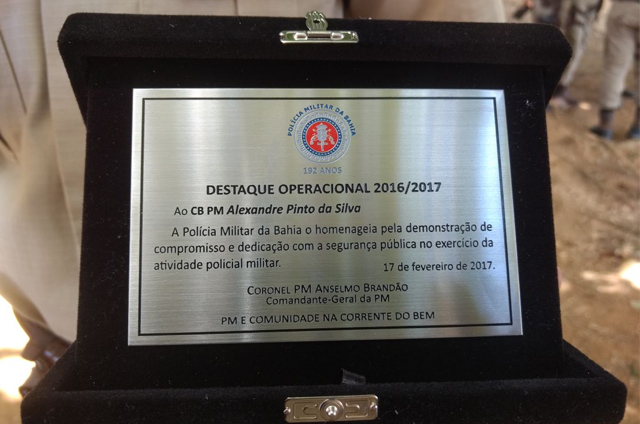 POLÍCIA MILITAR DA BAHIA
192 ANOS
DESTAQUE OPERACIONAL 2016/2017
Ao CB PM Alexandre Pinto da Silva
A Polícia Militar da Bahia o homenageia pela demonstração de
compromisso e dedicação com a segurança pública no exercício da
atividade policial militar. 17 de fevereiro de 2017.
CORONEL PM ANSELMO BRANDÃO
Comandante-Geral da PM
PM E COMUNIDADE NA CORRENTE DO BEM